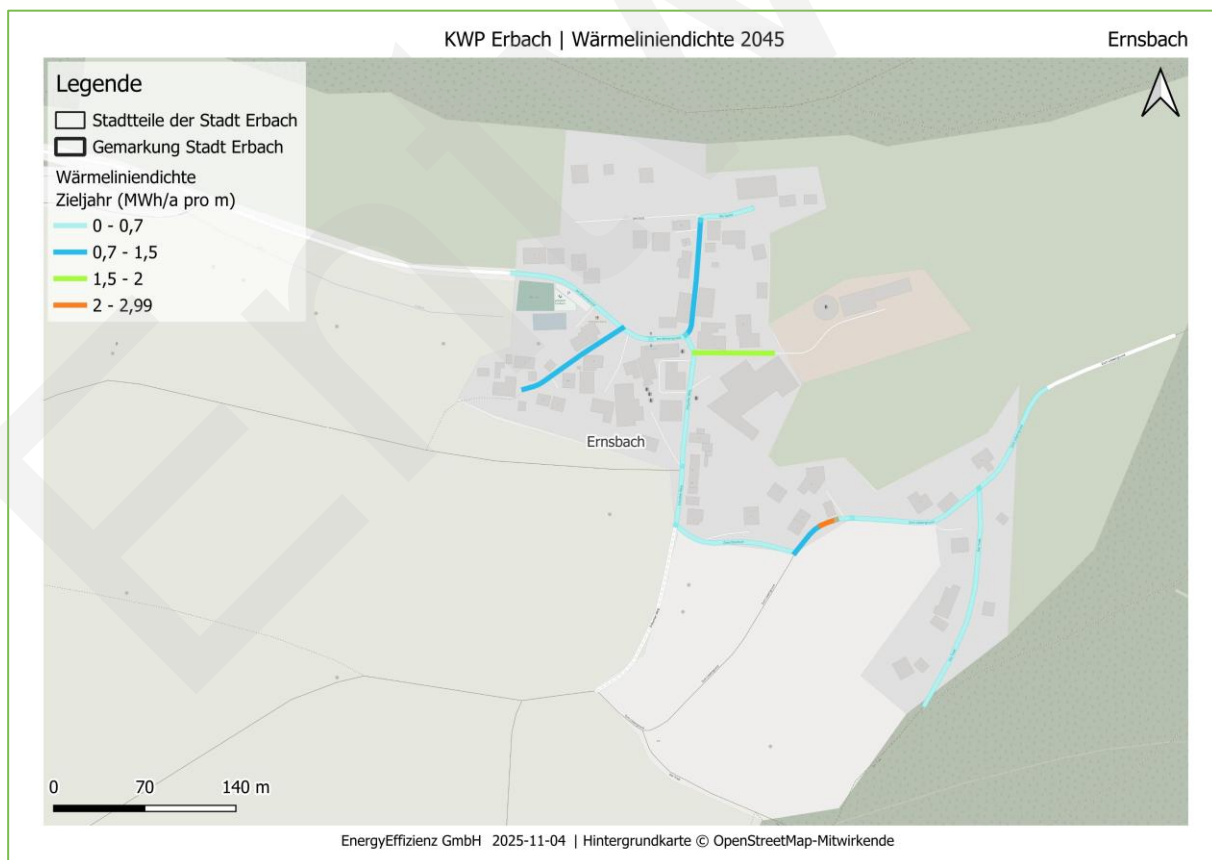 KWP Erbach | Wärmeliniendichte 2045
Ernsbach
Legende
Stadtteile der Stadt Erbach
Gemarkung Stadt Erbach
Wärmeliniendichte
Zieljahr (MWh/a pro m)
0 - 0,7
0,7 - 1,5
1,5 - 2
2 - 2,99
Ernsbach
0 70 140 m
EnergyEffizienz GmbH 2025-11-04 | Hintergrundkarte © OpenStreetMap-Mitwirkende